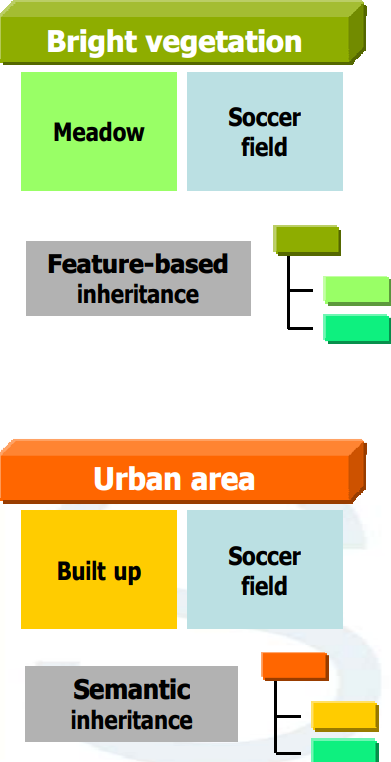 Bright vegetation
Meadow
Soccer
field
Feature-based
inheritance
Urban area
Built up
Soccer
field
Semantic
inheritance